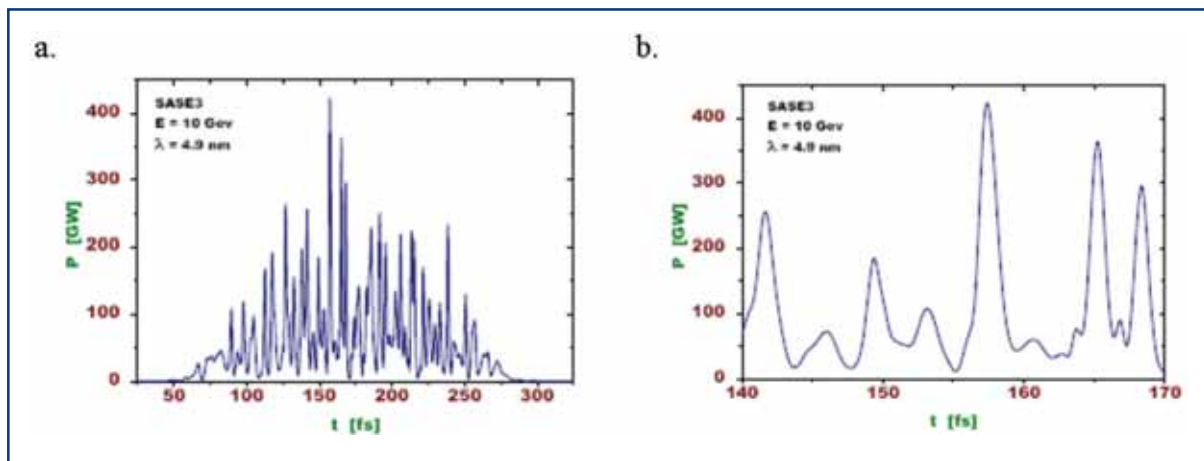 a.
b.
400
300
200
100
0
P [GW]
SASE3
E = 10 Gev
λ = 4.9 nm
50
100
150
200
250
300
t [fs]
400
300
200
100
0
P [GW]
SASE3
E = 10 Gev
λ = 4.9 nm
140
150
160
170
t [fs]